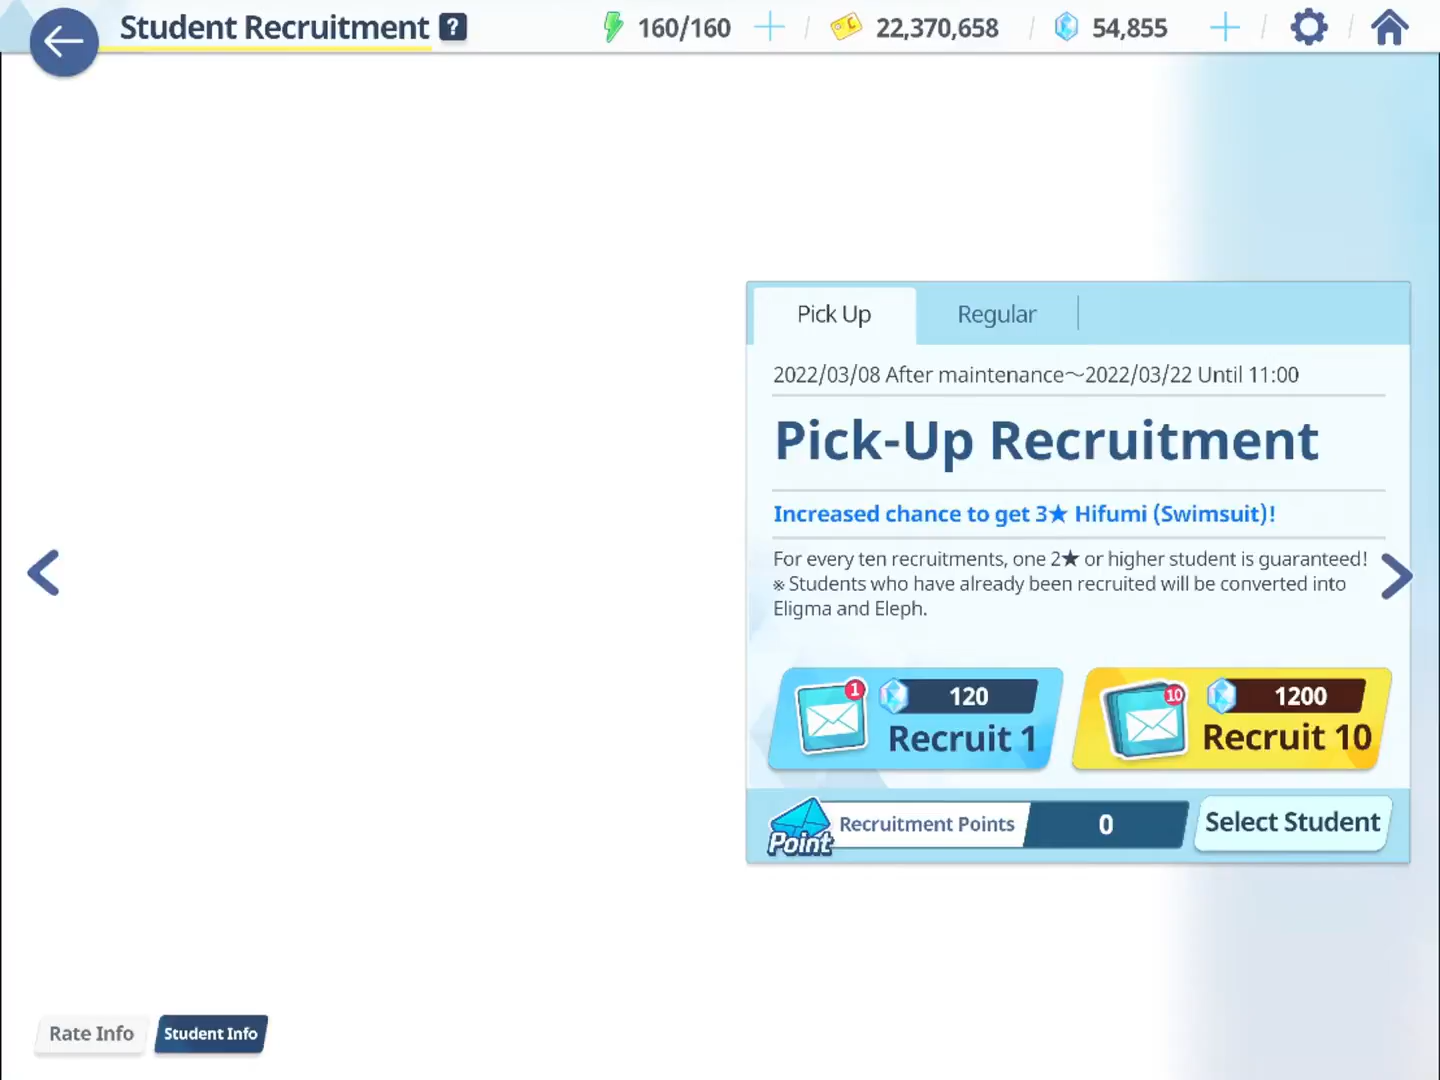 Student Recruitment ?
160/160
22,370,658
54,855
Pick Up
Regular
2022/03/08 After maintenance～2022/03/22 Until 11:00
Pick-Up Recruitment
Increased chance to get 3★ Hifumi (Swimsuit)!
For every ten recruitments, one 2★ or higher student is guaranteed!
※ Students who have already been recruited will be converted into
Eligma and Eleph.
1
120
Recruit 1
10
1200
Recruit 10
Point
Recruitment Points
0
Select Student
Rate Info
Student Info